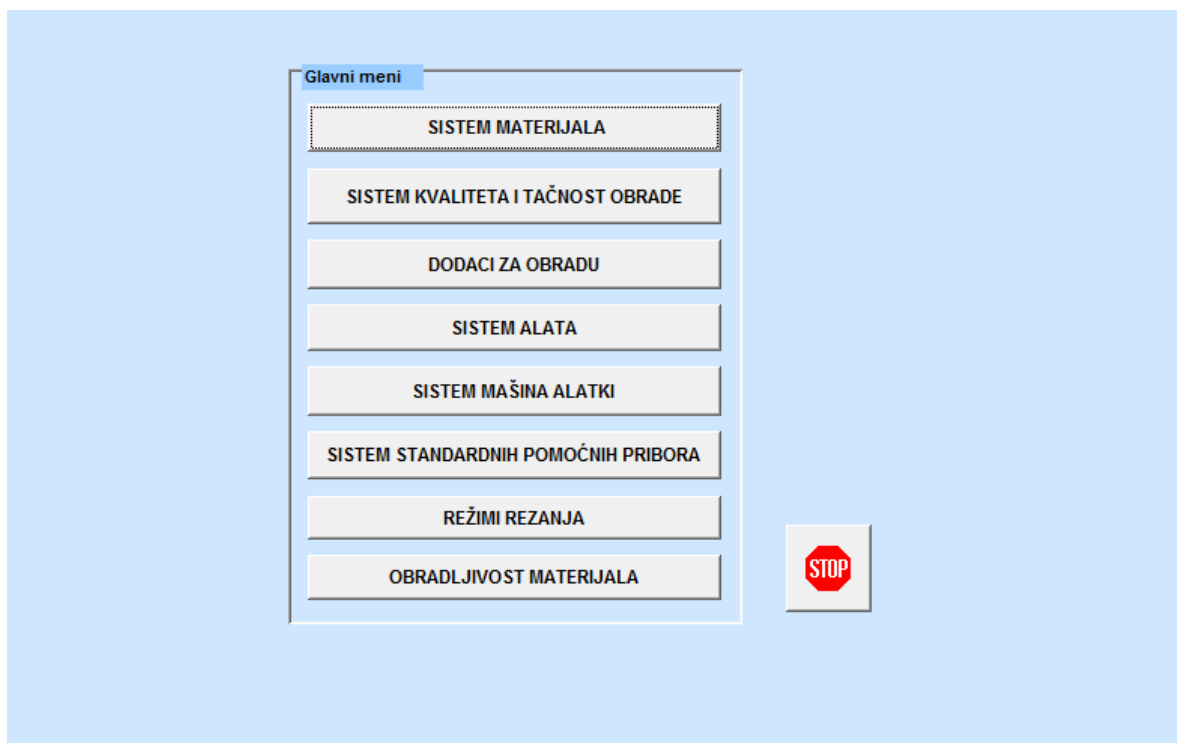 Glavni meni
SISTEM MATERIJALA
SISTEM KVALITETA I TAČNOST OBRADE
DODACI ZA OBRADU
SISTEM ALATA
SISTEM MAŠINA ALATKI
SISTEM STANDARDNIH POMOĆNIH PRIBORA
REŽIMI REZANJA
OBRADLJIVOST MATERIJALA
STOP